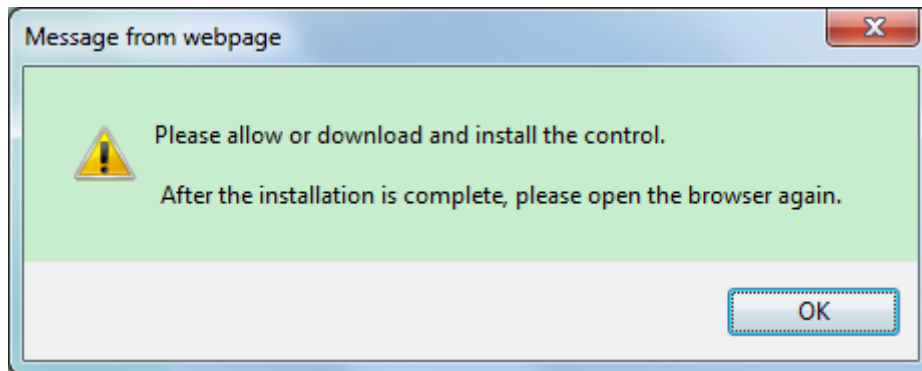 Message from webpage
Please allow or download and install the control.
After the installation is complete, please open the browser again.
OK